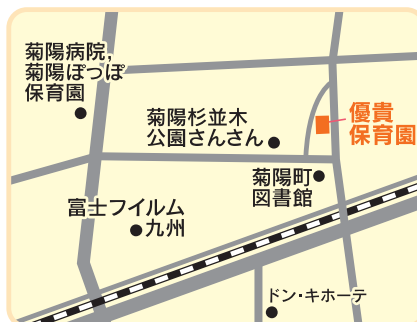 菊陽病院,
菊陽ぽっぽ
保育園
菊陽杉並木
公園さんさん
優貴
保育園
菊陽町
図書館
富士フイルム
九州
ドン・キホーテ